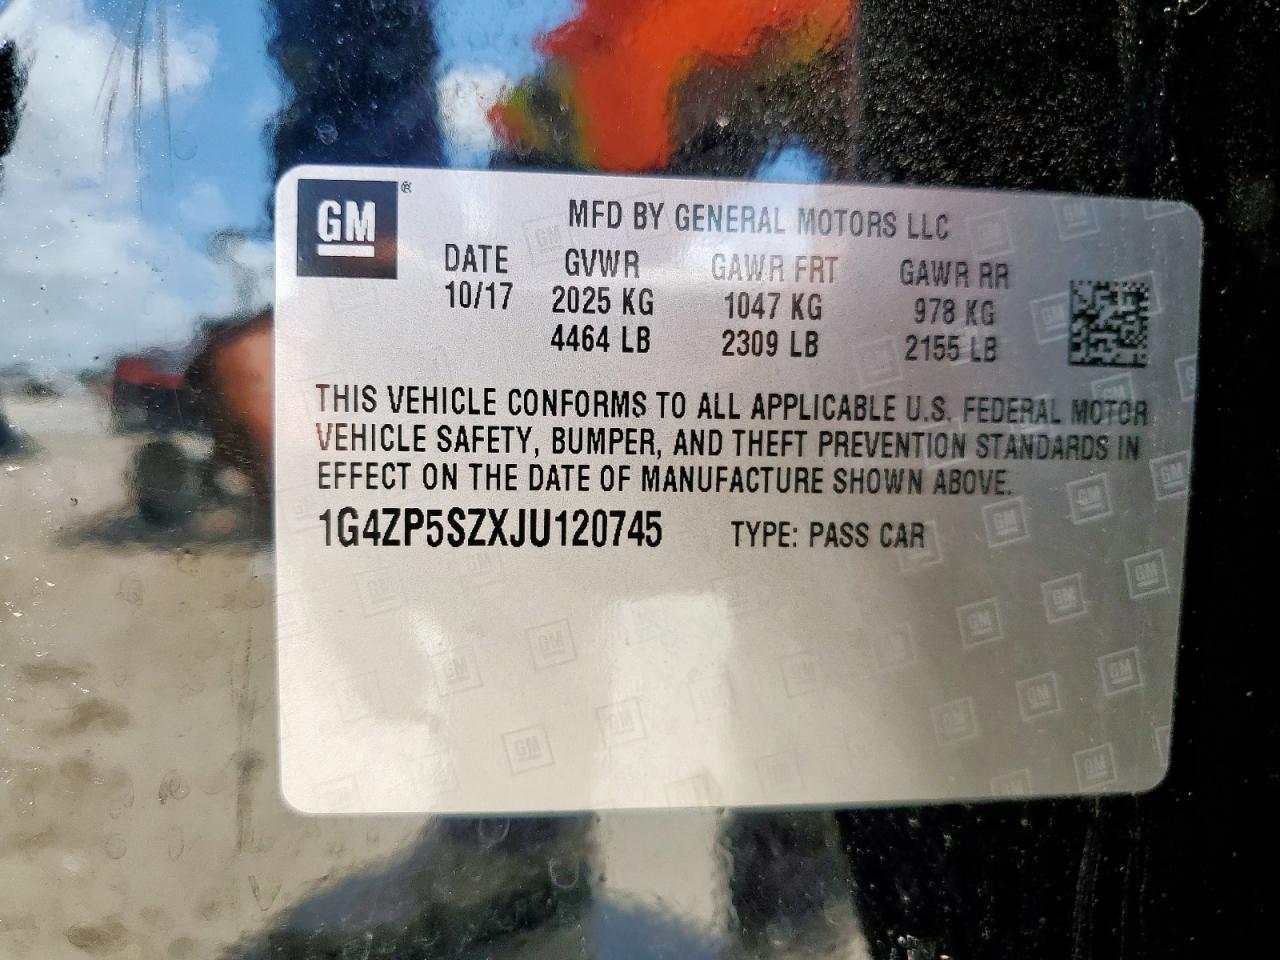 GM®
MFD BY GENERAL MOTORS LLC
DATE GVWR GAWR FRT GAWR RR
10/17 2025 KG 1047 KG 978 KG
4464 LB 2309 LB 2155 LB
THIS VEHICLE CONFORMS TO ALL APPLICABLE U.S. FEDERAL MOTOR
VEHICLE SAFETY, BUMPER, AND THEFT PREVENTION STANDARDS IN
EFFECT ON THE DATE OF MANUFACTURE SHOWN ABOVE.
1G4ZP5SZXJU120745 TYPE: PASS CAR